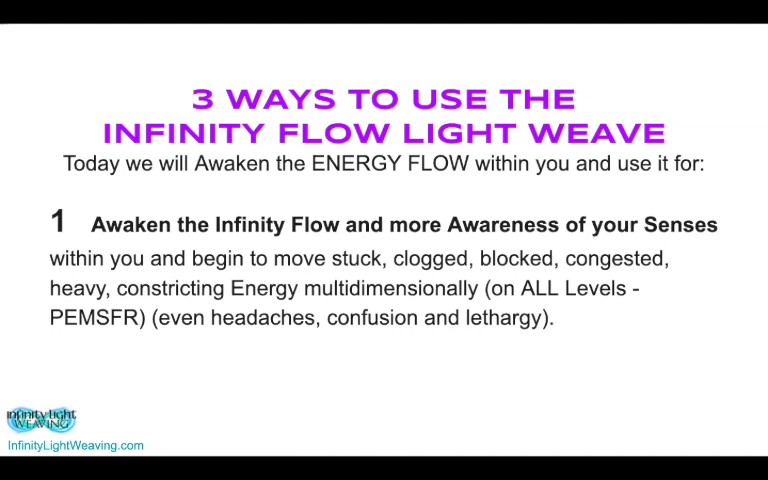 3 WAYS TO USE THE
INFINITY FLOW LIGHT WEAVE
Today we will Awaken the ENERGY FLOW within you and use it for:
1 Awaken the Infinity Flow and more Awareness of your Senses
within you and begin to move stuck, clogged, blocked, congested,
heavy, constricting Energy multidimensionally (on ALL Levels -
PEMSFR) (even headaches, confusion and lethargy).
infinity light
WEAVING
InfinityLightWeaving.com